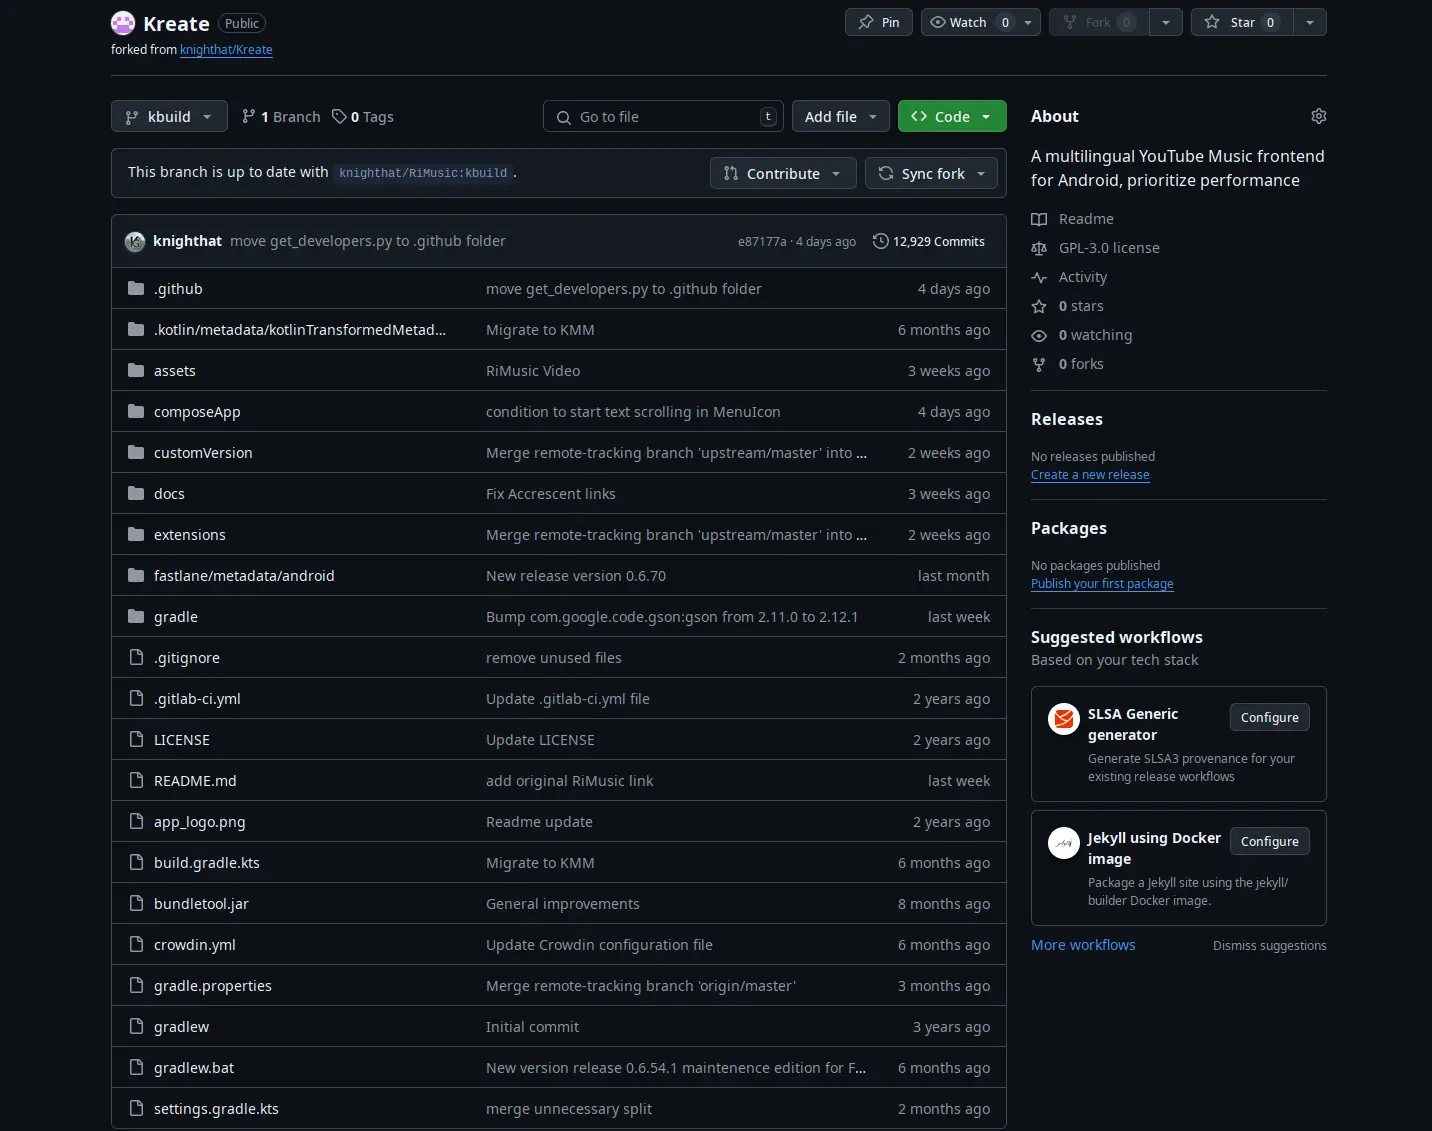 Kreate Public
Pin
Watch 0
Fork 0
Star 0
forked from knighthat/Kreate
kbuild
1 Branch
0 Tags
Go to file
t
Add file
Code
This branch is up to date with knighthat/RiMusic:kbuild .
Contribute
Sync fork
knighthat move get_developers.py to .github folder e87177a · 4 days ago 12,929 Commits
.github move get_developers.py to .github folder 4 days ago
.kotlin/metadata/kotlinTransformedMetad... Migrate to KMM 6 months ago
assets RiMusic Video 3 weeks ago
composeApp condition to start text scrolling in MenuIcon 4 days ago
customVersion Merge remote-tracking branch 'upstream/master' into ... 2 weeks ago
docs Fix Accrescent links 3 weeks ago
extensions Merge remote-tracking branch 'upstream/master' into ... 2 weeks ago
fastlane/metadata/android New release version 0.6.70 last month
gradle Bump com.google.code.gson:gson from 2.11.0 to 2.12.1 last week
.gitignore remove unused files 2 months ago
.gitlab-ci.yml Update .gitlab-ci.yml file 2 years ago
LICENSE Update LICENSE 2 years ago
README.md add original RiMusic link last week
app_logo.png Readme update 2 years ago
build.gradle.kts Migrate to KMM 6 months ago
bundletool.jar General improvements 8 months ago
crowdin.yml Update Crowdin configuration file 6 months ago
gradle.properties Merge remote-tracking branch 'origin/master' 3 months ago
gradlew Initial commit 3 years ago
gradlew.bat New version release 0.6.54.1 maintenence edition for F... 6 months ago
settings.gradle.kts merge unnecessary split 2 months ago
About
A multilingual YouTube Music frontend
for Android, prioritize performance
Readme
GPL-3.0 license
Activity
0 stars
0 watching
0 forks
Releases
No releases published
Create a new release
Packages
No packages published
Publish your first package
Suggested workflows
Based on your tech stack
SLSA Generic
generator
Configure
Generate SLSA3 provenance for your
existing release workflows
Jekyll using Docker
image
Configure
Package a Jekyll site using the jekyll/
builder Docker image.
More workflows
Dismiss suggestions